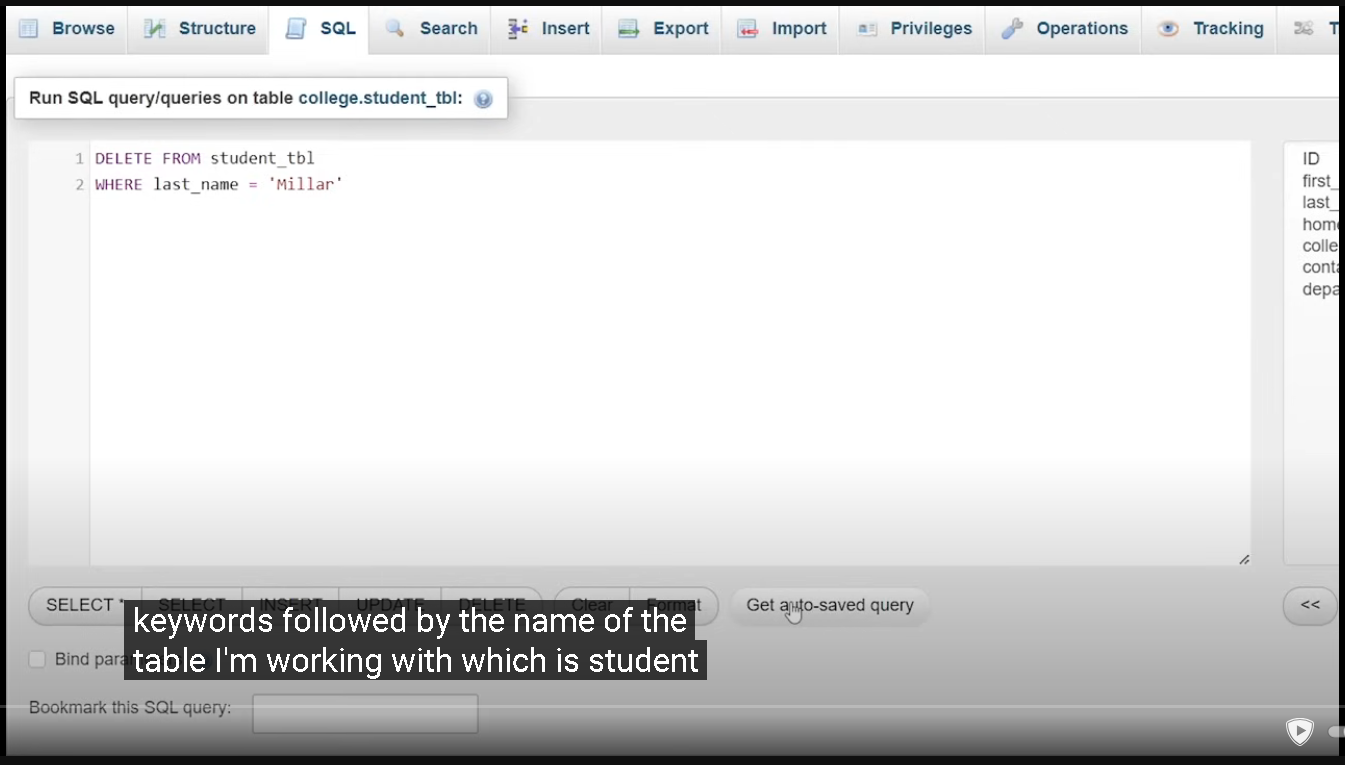 Browse Structure SQL Search Insert Export Import Privileges Operations Tracking
Run SQL query/queries on table college.student_tbl:
1 DELETE FROM student_tbl
2 WHERE last_name = 'Millar'
ID
first_
last_
home
colle
conta
depa
SELECT * SELECT INSERT UPDATE DELETE Clear Format Get auto-saved query <<
keywords followed by the name of the
Bind para
table I'm working with which is student
Bookmark this SQL query: